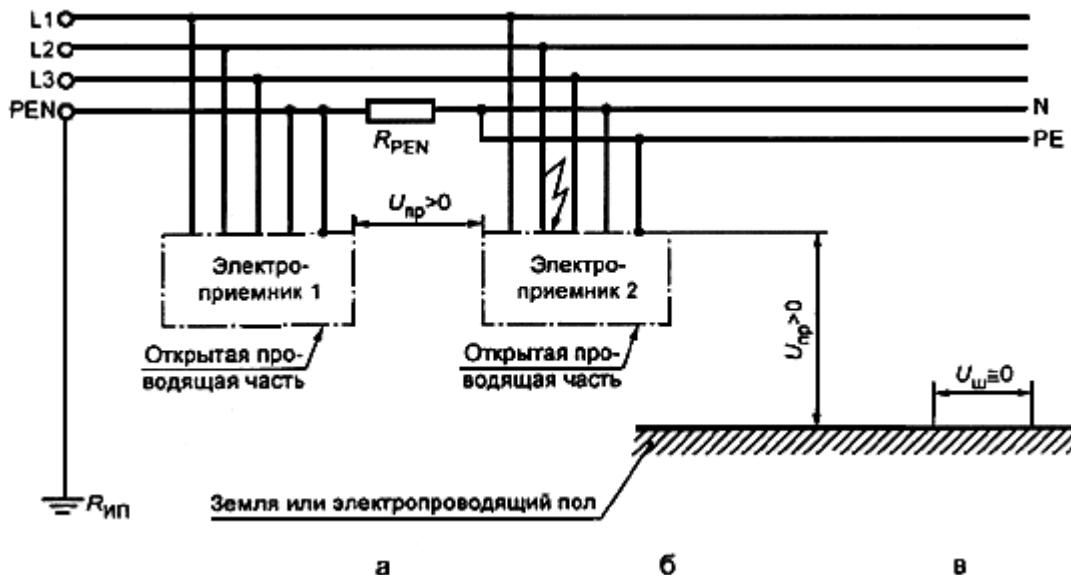 L1
L2
L3
PEN
N
R_PEN
PE
U_пр>0
Электро-
приемник 1
Электро-
приемник 2
U_пр>0
Открытая про-
водящая часть
Открытая про-
водящая часть
U_ш≅0
R_ИП
Земля или электропроводящий пол
а
б
в